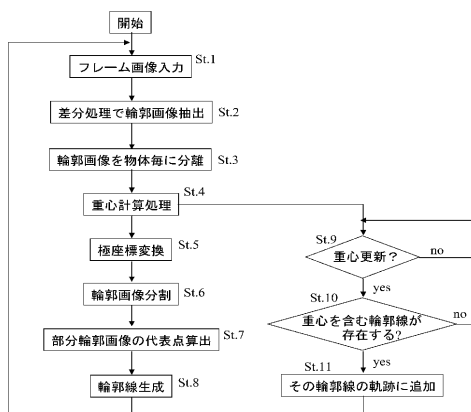 開始
フレーム画像入力
St.1
差分処理で輪郭画像抽出
St.2
輪郭画像を物体毎に分離
St.3
重心計算処理
St.4
極座標変換
St.5
輪郭画像分割
St.6
部分輪郭画像の代表点算出
St.7
輪郭線生成
St.8
St.9
重心更新?
no
yes
St.10
重心を含む輪郭線が
存在する?
no
yes
St.11
その輪郭線の軌跡に追加